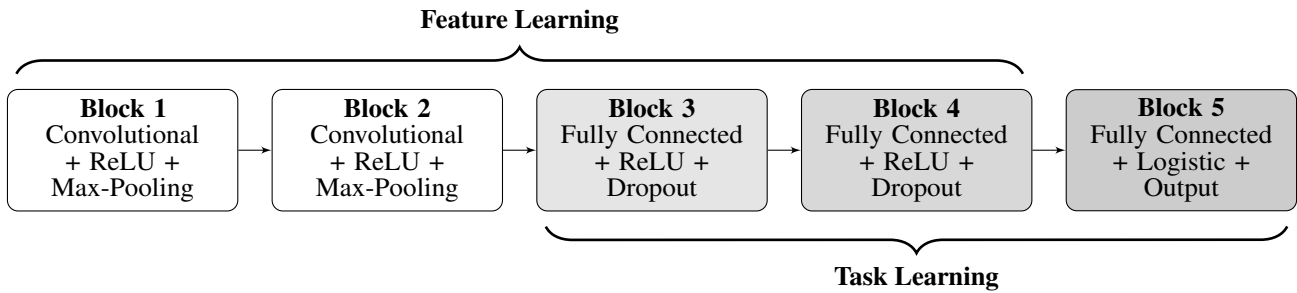 Feature Learning
Block 1
Convolutional
+ ReLU +
Max-Pooling
Block 2
Convolutional
+ ReLU +
Max-Pooling
Block 3
Fully Connected
+ ReLU +
Dropout
Block 4
Fully Connected
+ ReLU +
Dropout
Block 5
Fully Connected
+ Logistic +
Output
Task Learning